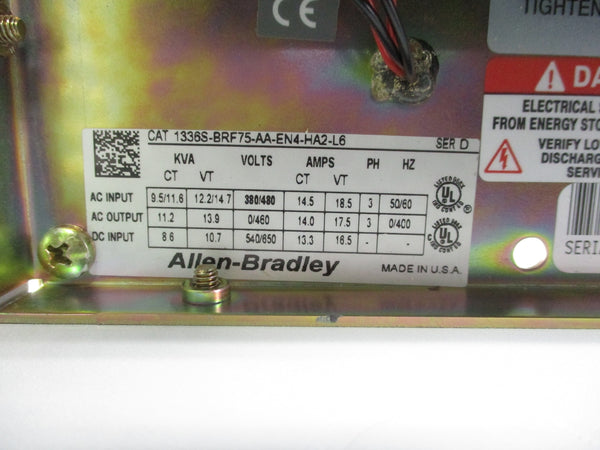 TIGHTEN
CE
DA
ELECTRICAL S
FROM ENERGY STO
VERIFY LO
DISCHARG
SERV
CAT 1336S-BRF75-AA-EN4-HA2-L6 SER D
KVA VOLTS AMPS PH HZ
CT VT CT VT
AC INPUT 9.5/11.6 12.2/14.7 380/480 14.5 18.5 3 50/60
AC OUTPUT 11.2 13.9 0/460 14.0 17.5 3 0/400
DC INPUT 8.6 10.7 540/650 13.3 16.5 - -
UL
UL
Allen-Bradley MADE IN U.S.A.
SERIA